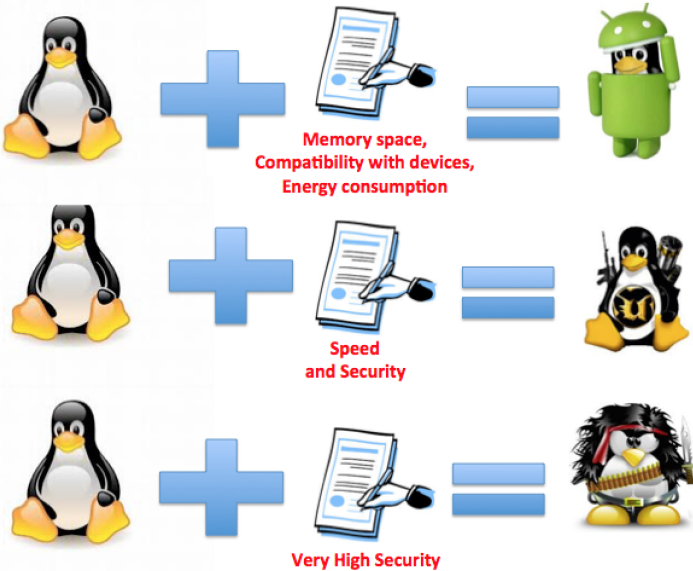 Memory space,
Compatibility with devices,
Energy consumption
Speed
and Security
Very High Security